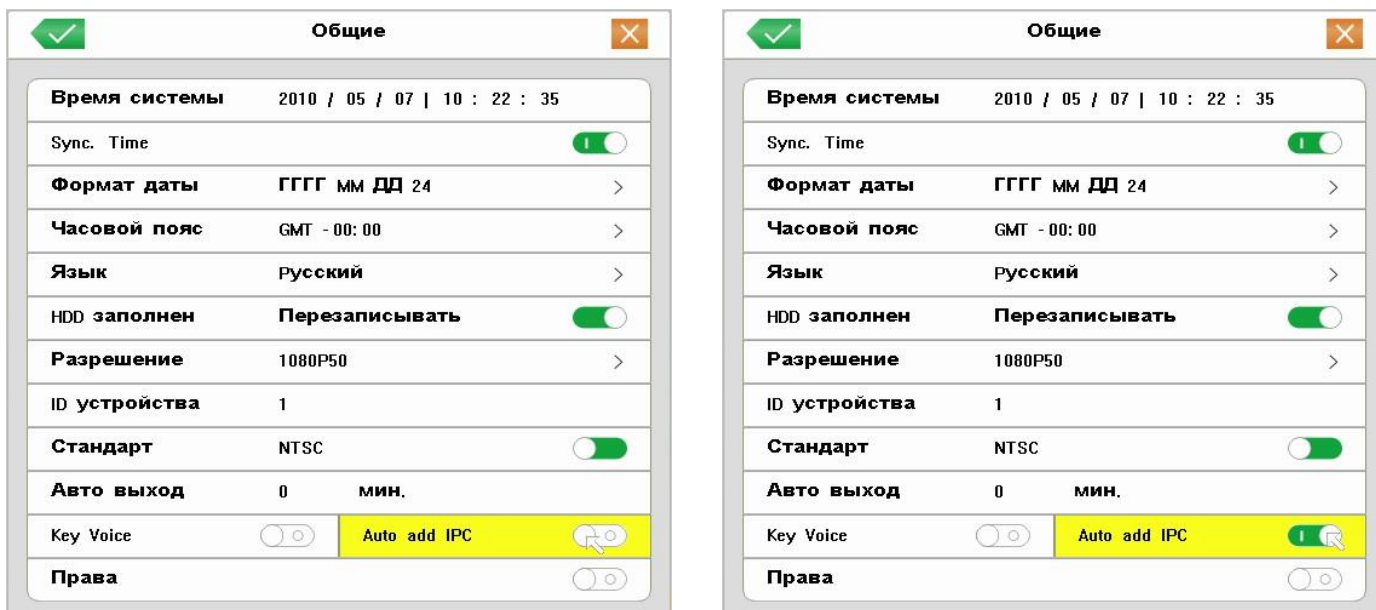 Общие
Время системы 2010 / 05 / 07 | 10 : 22 : 35
Sync. Time
Формат даты ГГГГ мм ДД 24
Часовой пояс GMT - 00: 00
Язык Русский
HDD заполнен Перезаписывать
Разрешение 1080P50
ID устройства 1
Стандарт NTSC
Авто выход 0 мин.
Key Voice Auto add IPC
Права
Общие
Время системы 2010 / 05 / 07 | 10 : 22 : 35
Sync. Time
Формат даты ГГГГ мм ДД 24
Часовой пояс GMT - 00: 00
Язык Русский
HDD заполнен Перезаписывать
Разрешение 1080P50
ID устройства 1
Стандарт NTSC
Авто выход 0 мин.
Key Voice Auto add IPC
Права